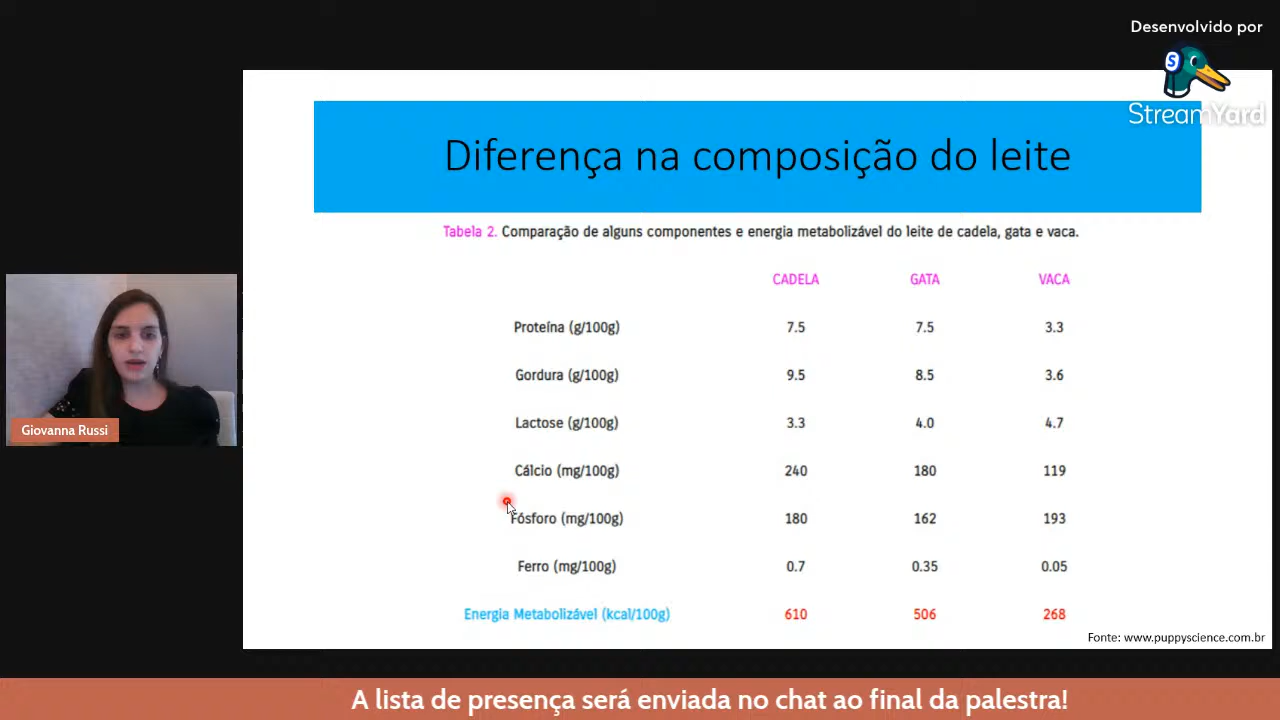 Desenvolvido por
StreamYard
Diferença na composição do leite
Tabela 2. Comparação de alguns componentes e energia metabolizável do leite de cadela, gata e vaca.
CADELA GATA VACA
Proteína (g/100g) 7.5 7.5 3.3
Gordura (g/100g) 9.5 8.5 3.6
Lactose (g/100g) 3.3 4.0 4.7
Cálcio (mg/100g) 240 180 119
Fósforo (mg/100g) 180 162 193
Ferro (mg/100g) 0.7 0.35 0.05
Energia Metabolizável (kcal/100g) 610 506 268
Fonte: www.puppyscience.com.br
Giovanna Russi
A lista de presença será enviada no chat ao final da palestra!